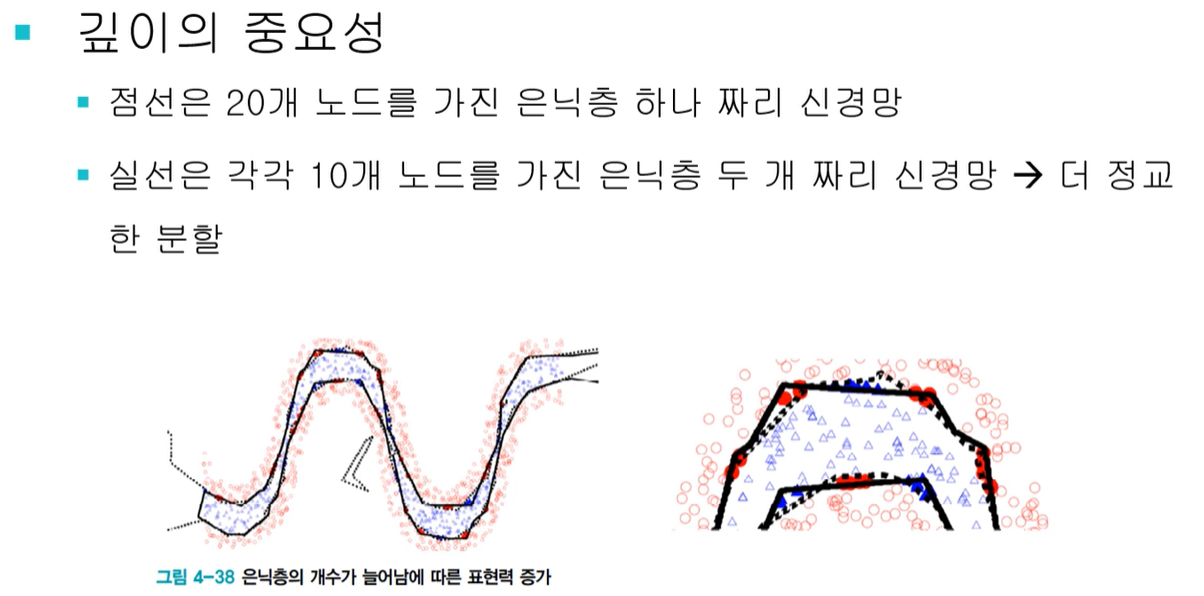 깊이의 중요성
점선은 20개 노드를 가진 은닉층 하나 짜리 신경망
실선은 각각 10개 노드를 가진 은닉층 두 개 짜리 신경망 → 더 정교
한 분할
그림 4-38 은닉층의 개수가 늘어남에 따른 표현력 증가